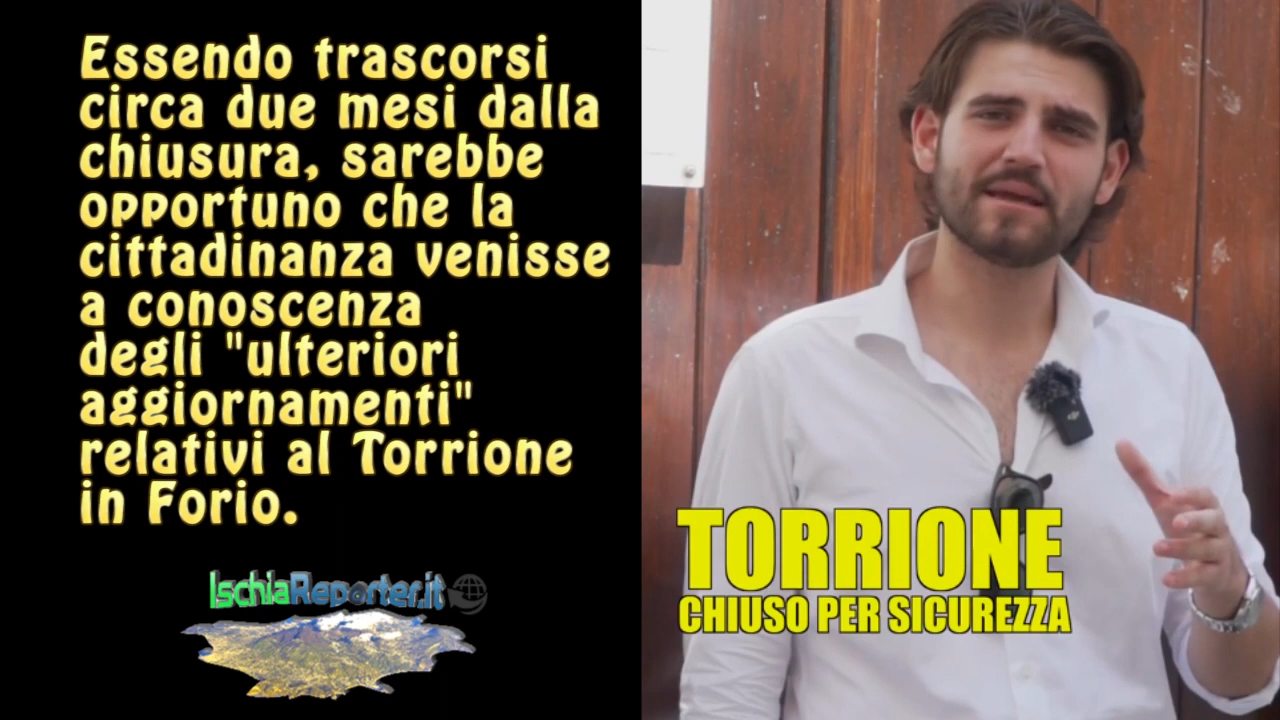 Essendo trascorsi
circa due mesi dalla
chiusura, sarebbe
opportuno che la
cittadinanza venisse
a conoscenza
degli "ulteriori
aggiornamenti"
relativi al Torrione
in Forio.
IschiaReporter.it
TORRIONE
CHIUSO PER SICUREZZA